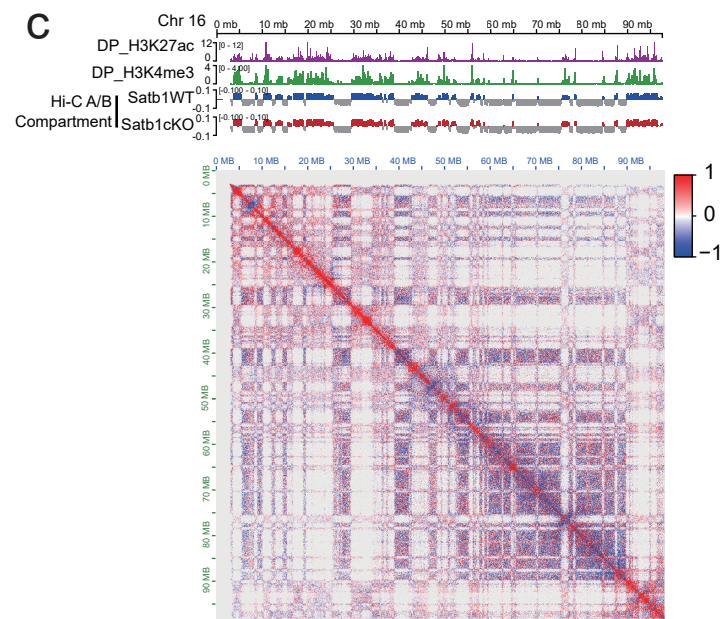 C
Chr 16
0 mb 10 mb 20 mb 30 mb 40 mb 50 mb 60 mb 70 mb 80 mb 90 mb
DP_H3K27ac 12 [0 - 12]
0
DP_H3K4me3 4 [0 - 4.00]
0
Hi-C A/B
Compartment
Satb1WT 0.1 [-0.100 - 0.10]
-0.1
Satb1cKO 0.1 [-0.100 - 0.10]
-0.1
0 MB 10 MB 20 MB 30 MB 40 MB 50 MB 60 MB 70 MB 80 MB 90 MB
0 MB
10 MB
20 MB
30 MB
40 MB
50 MB
60 MB
70 MB
80 MB
90 MB
1
0
−1